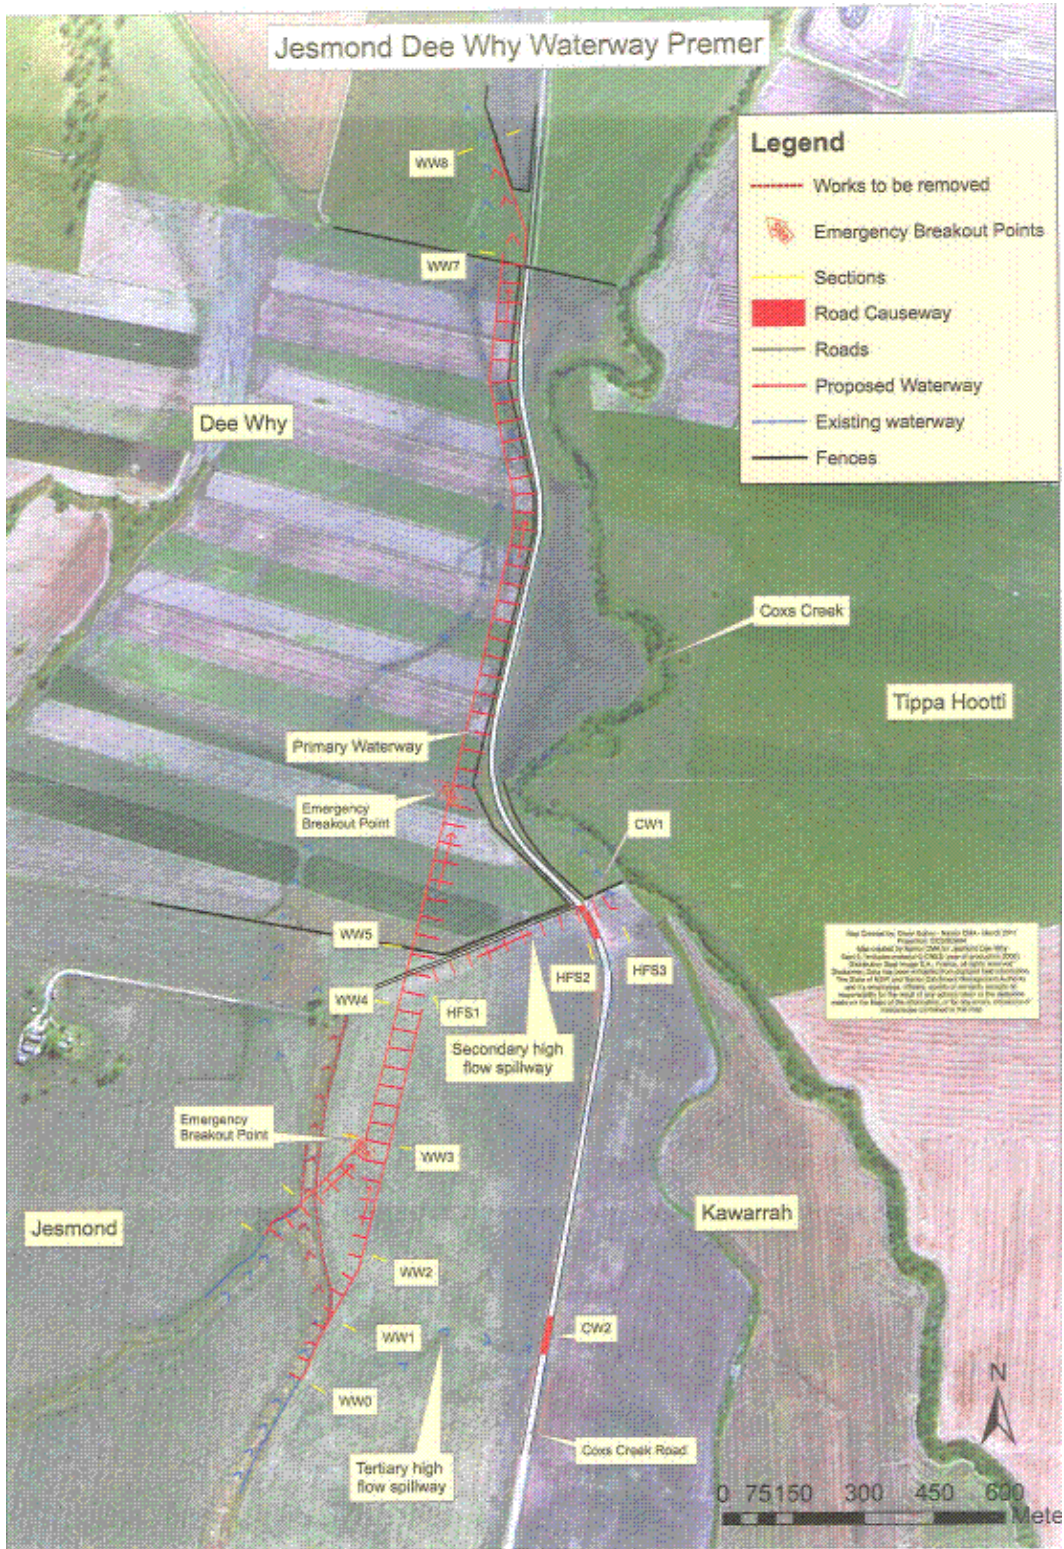 Jesmond Dee Why Waterway Premer
Legend
Works to be removed
Emergency Breakout Points
Sections
Road Causeway
Roads
Proposed Waterway
Existing waterway
Fences
WW8
WW7
Dee Why
Coxs Creek
Tippa Hootti
Primary Waterway
Emergency
Breakout Point
CW1
WW5
HFS2
HFS3
WW4
HFS1
Secondary high
flow spillway
Emergency
Breakout Point
WW3
Jesmond
Kawarrah
WW2
WW1
CW2
WW0
N
Coxs Creek Road
Tertiary high
flow spillway
0 75 150 300 450 600
Mete